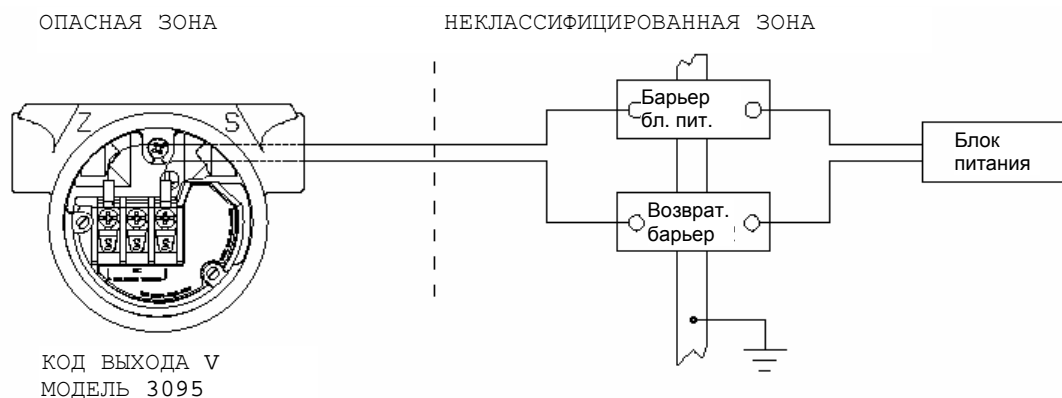 ОПАСНАЯ ЗОНА
НЕКЛАССИФИЦИРОВАННАЯ ЗОНА
Z
S
Барьер
бл. пит.
Блок
питания
Возврат.
барьер
КОД ВЫХОДА V
МОДЕЛЬ 3095